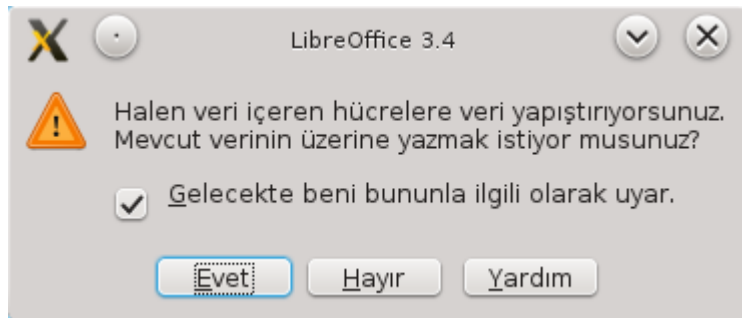 LibreOffice 3.4
Halen veri içeren hücrelere veri yapıştırıyorsunuz.
Mevcut verinin üzerine yazmak istiyor musunuz?
Gelecekte beni bununla ilgili olarak uyar.
Evet Hayır Yardım